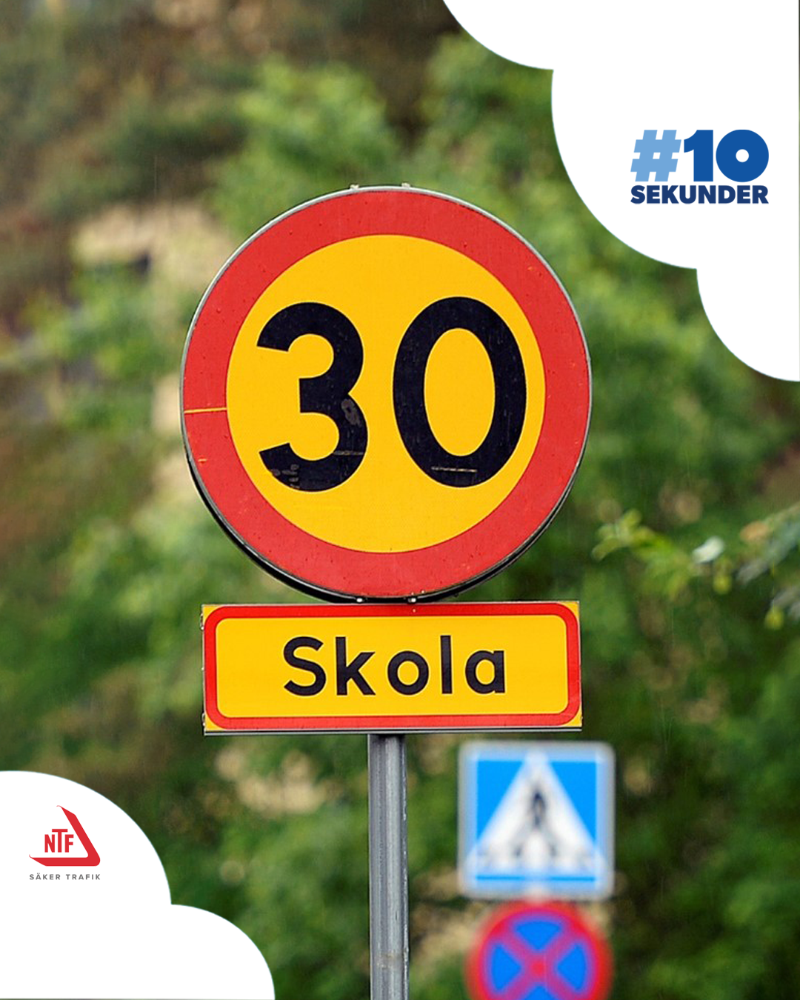 #10
SEKUNDER
30
Skola
NTF
SÄKER TRAFIK